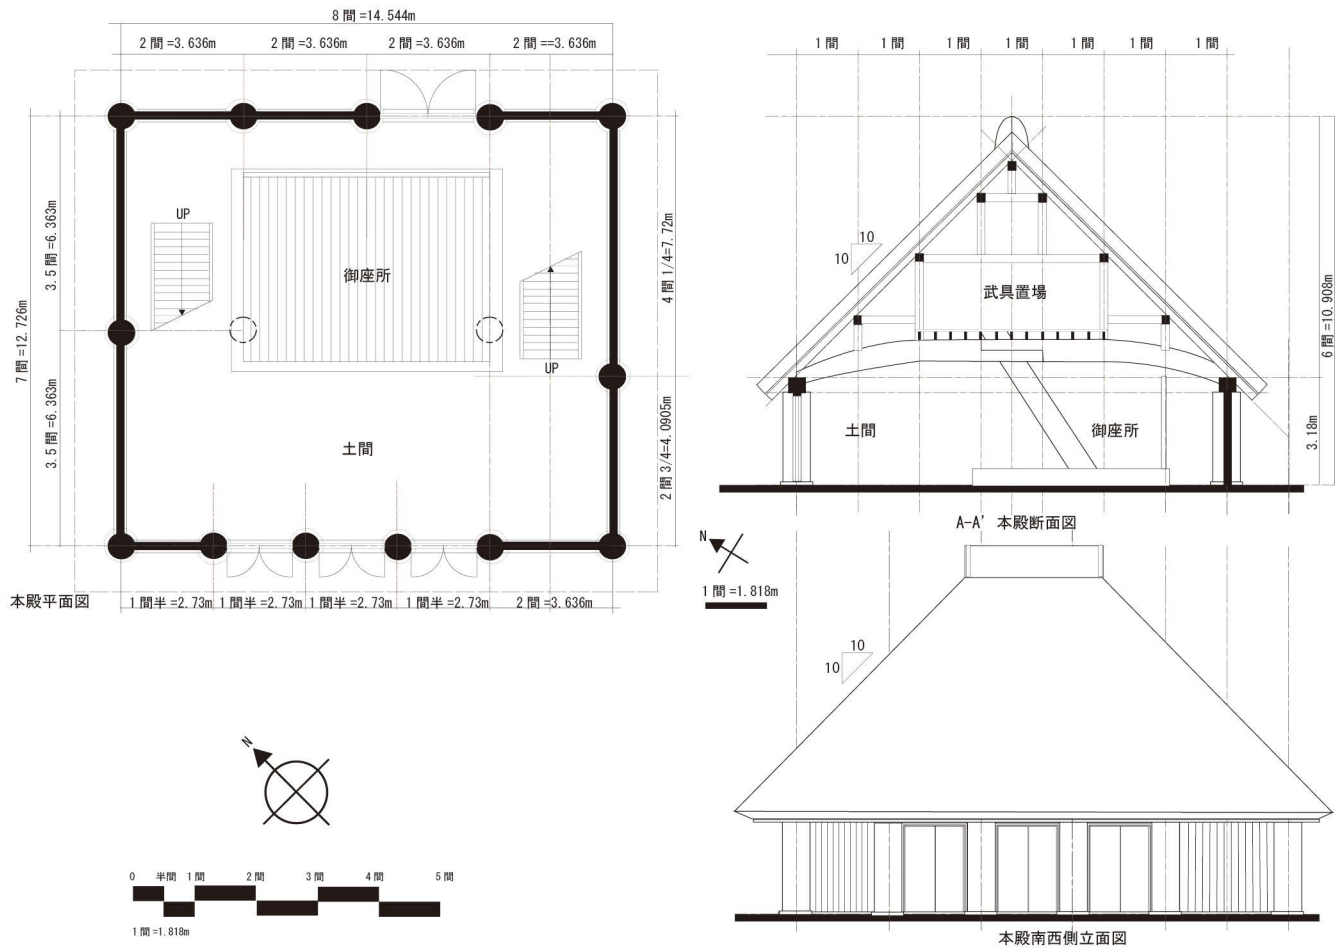 8間=14.544m
2間=3.636m
2間=3.636m
2間=3.636m
2間==3.636m
7間=12.726m
3.5間=6.363m
3.5間=6.363m
UP
御座所
UP
土間
4間1/4=7.72m
2間3/4=4.0905m
本殿平面図
1間半=2.73m
1間半=2.73m
1間半=2.73m
1間半=2.73m
2間=3.636m
N
0
半間
1間
2間
3間
4間
5間
1間=1.818m
1間
1間
1間
1間
1間
1間
1間
10
10
武具置場
土間
御座所
6間=10.908m
3.18m
A-A’ 本殿断面図
N
1間=1.818m
10
10
本殿南西側立面図